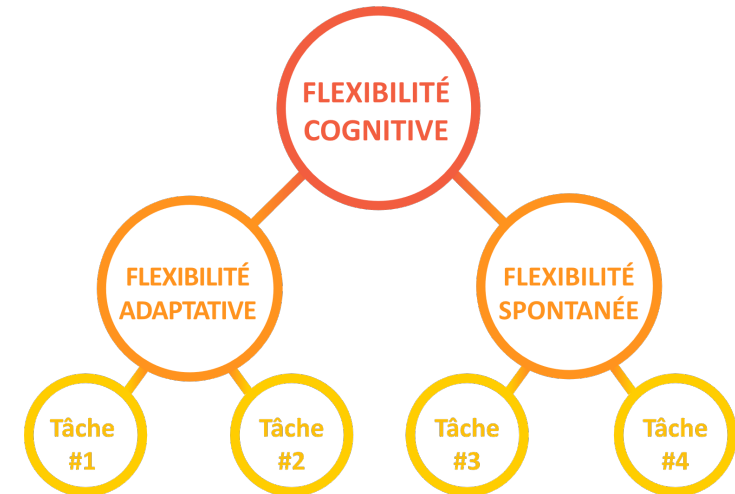 FLEXIBILITÉ
COGNITIVE
FLEXIBILITÉ
ADAPTATIVE
FLEXIBILITÉ
SPONTANÉE
Tâche
#1
Tâche
#2
Tâche
#3
Tâche
#4